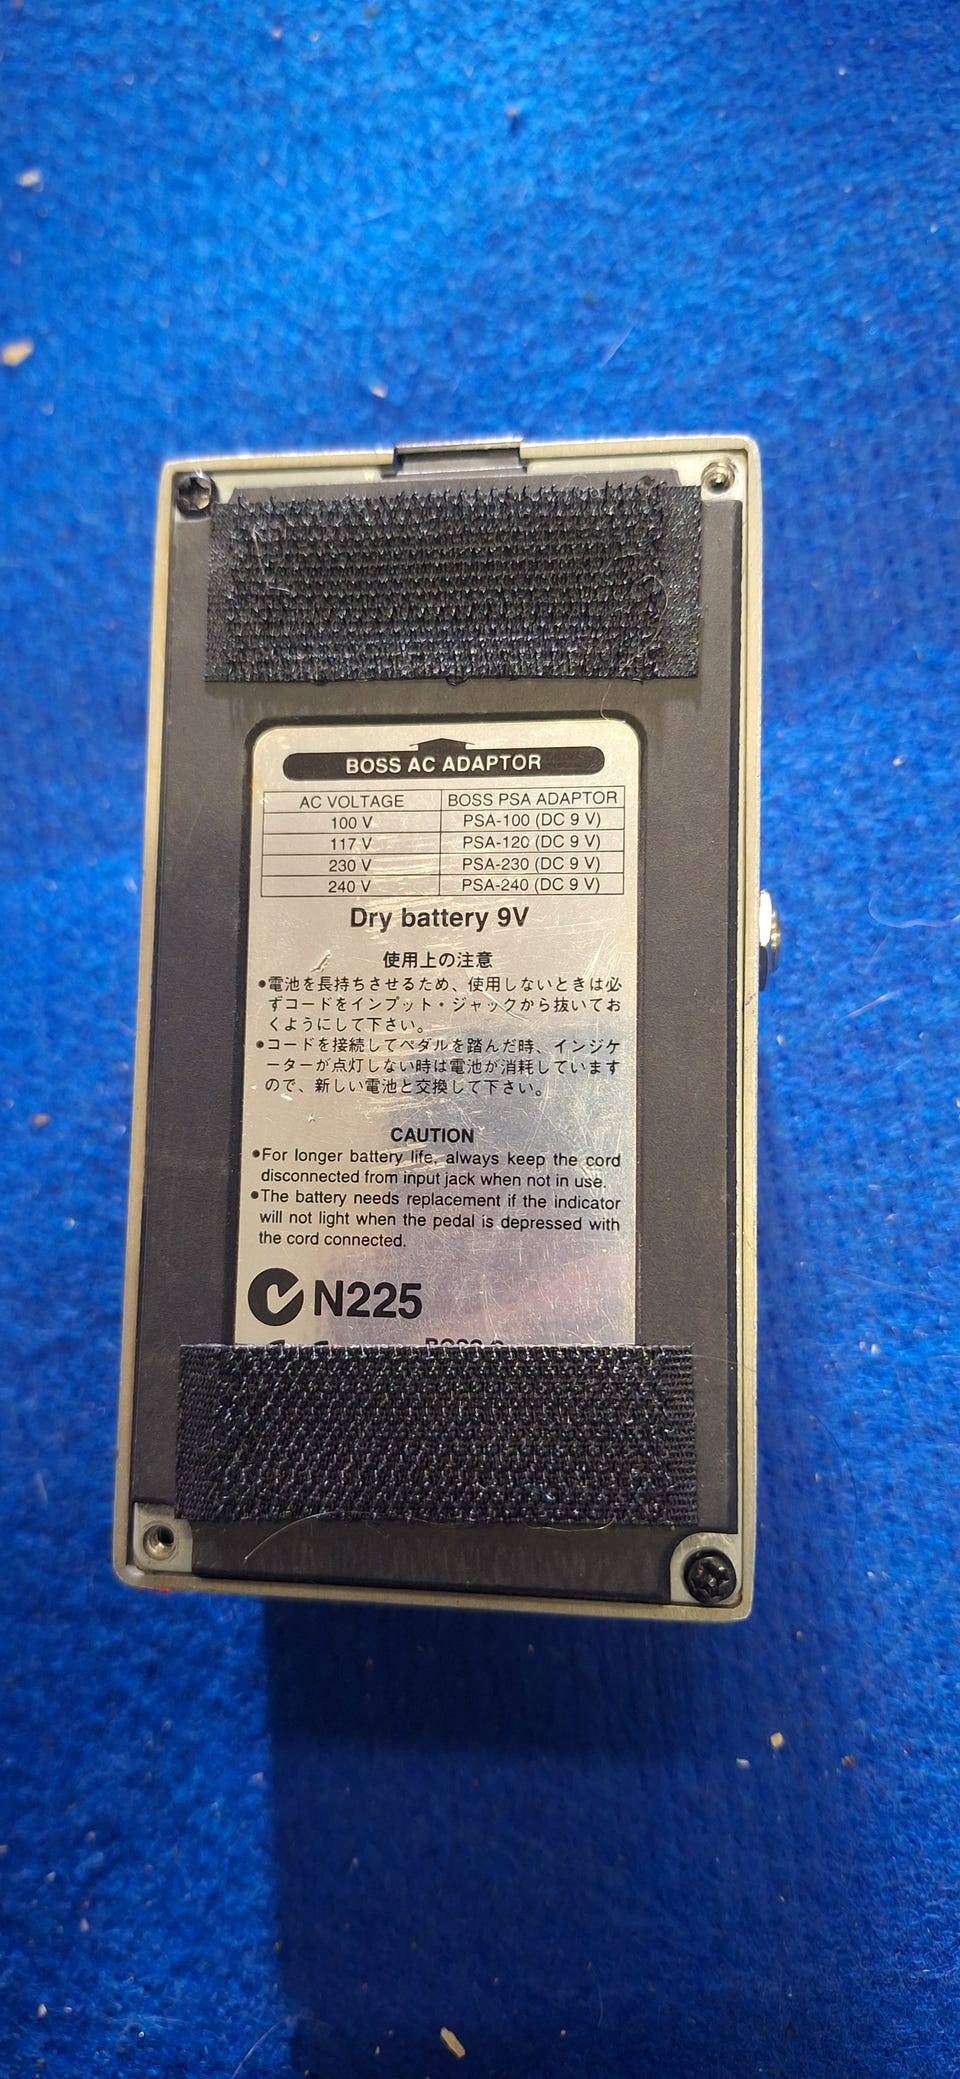 BOSS AC ADAPTOR
AC VOLTAGE BOSS PSA ADAPTOR
100 V PSA-100 (DC 9 V)
117 V PSA-120 (DC 9 V)
230 V PSA-230 (DC 9 V)
240 V PSA-240 (DC 9 V)
Dry battery 9V
使用上の注意
●電池を長持ちさせるため、使用しないときは必
ずコードをインプット・ジャックから抜いてお
くようにして下さい。
●コードを接続してペダルを踏んだ時、インジケ
ーターが点灯しない時は電池が消耗しています
ので、新しい電池と交換して下さい。
CAUTION
●For longer battery life, always keep the cord
disconnected from input jack when not in use.
●The battery needs replacement if the indicator
will not light when the pedal is depressed with
the cord connected.
N225